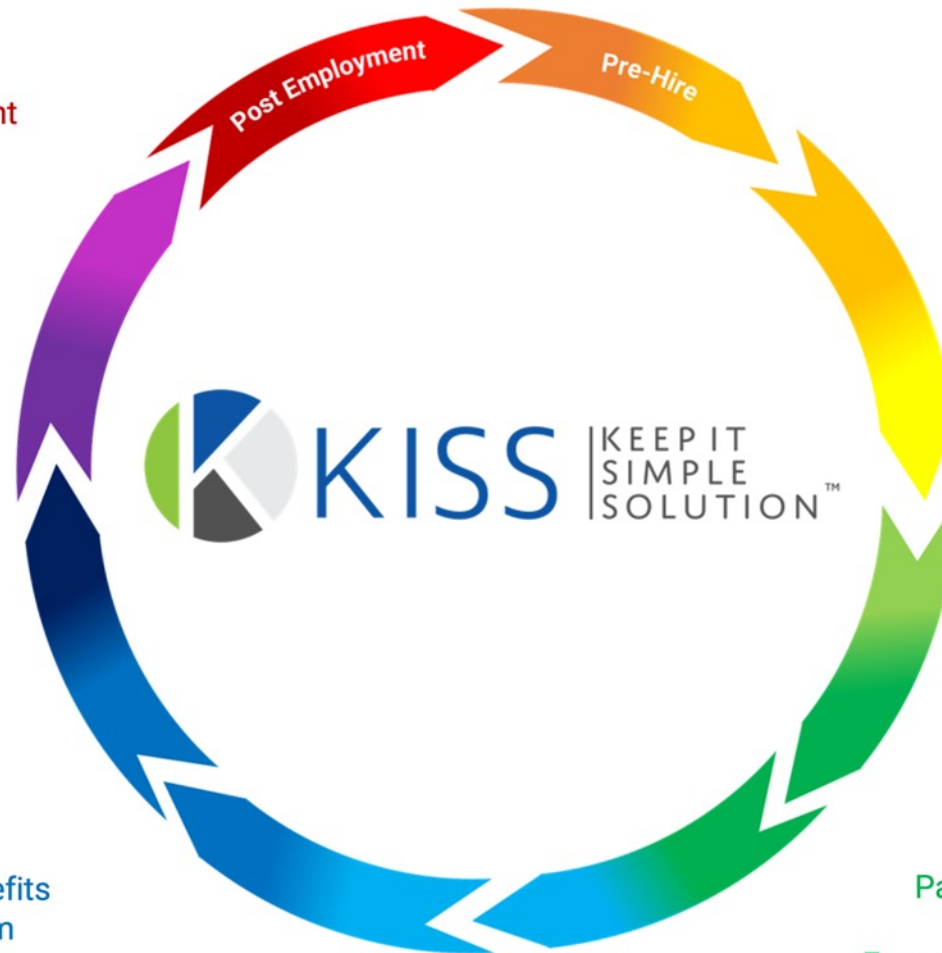 Post Employment
Pre-Hire
KISS
KEEP IT
SIMPLE
SOLUTION™